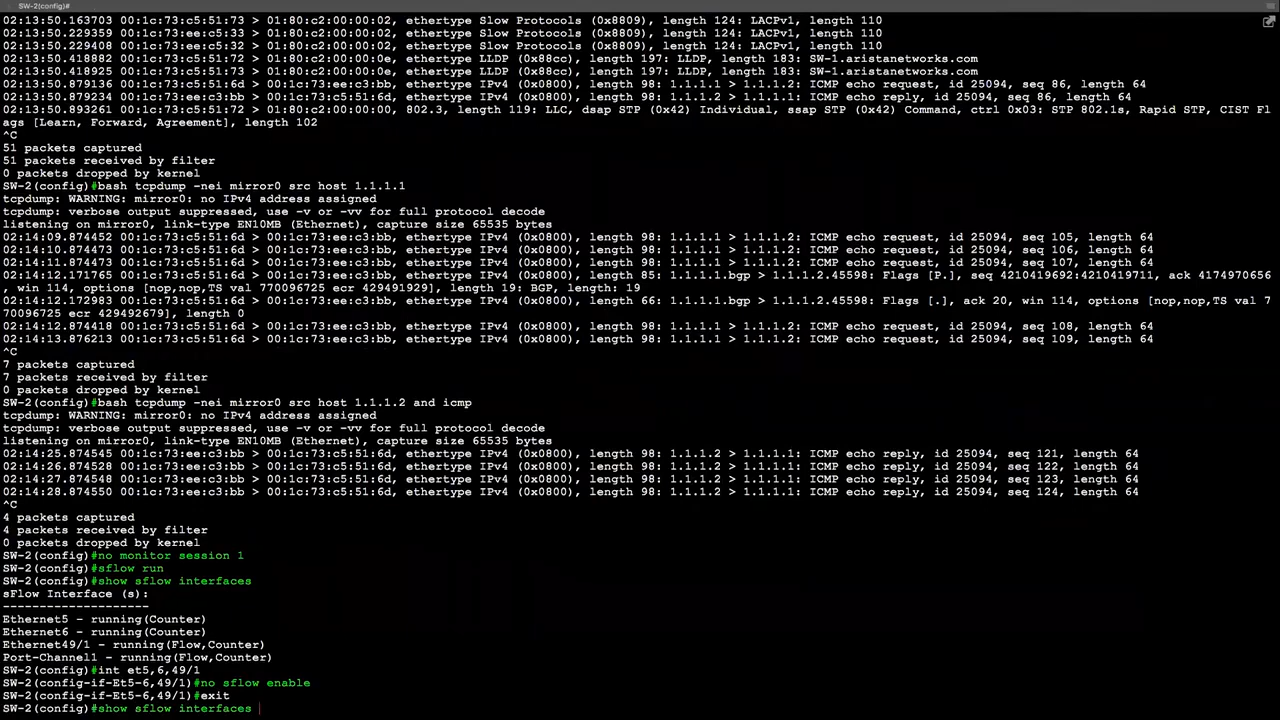 SW-2(config)#
02:13:50.163703 00:1c:73:c5:51:73 > 01:80:c2:00:00:02, ethertype Slow Protocols (0x8809), length 124: LACPv1, length 110
02:13:50.229359 00:1c:73:ee:c5:33 > 01:80:c2:00:00:02, ethertype Slow Protocols (0x8809), length 124: LACPv1, length 110
02:13:50.229408 00:1c:73:ee:c5:32 > 01:80:c2:00:00:02, ethertype Slow Protocols (0x8809), length 124: LACPv1, length 110
02:13:50.418882 00:1c:73:c5:51:72 > 01:80:c2:00:00:0e, ethertype LLDP (0x88cc), length 197: LLDP, length 183: SW-1.aristanetworks.com
02:13:50.418925 00:1c:73:c5:51:73 > 01:80:c2:00:00:0e, ethertype LLDP (0x88cc), length 197: LLDP, length 183: SW-1.aristanetworks.com
02:13:50.879136 00:1c:73:c5:51:6d > 00:1c:73:ee:c3:bb, ethertype IPv4 (0x0800), length 98: 1.1.1.1 > 1.1.1.2: ICMP echo request, id 25094, seq 86, length 64
02:13:50.879234 00:1c:73:ee:c3:bb > 00:1c:73:c5:51:6d, ethertype IPv4 (0x0800), length 98: 1.1.1.2 > 1.1.1.1: ICMP echo reply, id 25094, seq 86, length 64
02:13:50.893261 00:1c:73:c5:51:72 > 01:80:c2:00:00:00, 802.3, length 119: LLC, dsap STP (0x42) Individual, ssap STP (0x42) Command, ctrl 0x03: STP 802.1s, Rapid STP, CIST Fl
ags [Learn, Forward, Agreement], length 102
^C
51 packets captured
51 packets received by filter
0 packets dropped by kernel
SW-2(config)#bash tcpdump -nei mirror0 src host 1.1.1.1
tcpdump: WARNING: mirror0: no IPv4 address assigned
tcpdump: verbose output suppressed, use -v or -vv for full protocol decode
listening on mirror0, link-type EN10MB (Ethernet), capture size 65535 bytes
02:14:09.874452 00:1c:73:c5:51:6d > 00:1c:73:ee:c3:bb, ethertype IPv4 (0x0800), length 98: 1.1.1.1 > 1.1.1.2: ICMP echo request, id 25094, seq 105, length 64
02:14:10.874473 00:1c:73:c5:51:6d > 00:1c:73:ee:c3:bb, ethertype IPv4 (0x0800), length 98: 1.1.1.1 > 1.1.1.2: ICMP echo request, id 25094, seq 106, length 64
02:14:11.874473 00:1c:73:c5:51:6d > 00:1c:73:ee:c3:bb, ethertype IPv4 (0x0800), length 98: 1.1.1.1 > 1.1.1.2: ICMP echo request, id 25094, seq 107, length 64
02:14:12.171765 00:1c:73:c5:51:6d > 00:1c:73:ee:c3:bb, ethertype IPv4 (0x0800), length 85: 1.1.1.1.bgp > 1.1.1.2.45598: Flags [P.], seq 4210419692:4210419711, ack 4174970656
, win 114, options [nop,nop,TS val 770096725 ecr 429491929], length 19: BGP, length: 19
02:14:12.172983 00:1c:73:c5:51:6d > 00:1c:73:ee:c3:bb, ethertype IPv4 (0x0800), length 66: 1.1.1.1.bgp > 1.1.1.2.45598: Flags [.], ack 20, win 114, options [nop,nop,TS val 7
70096725 ecr 429492679], length 0
02:14:12.874418 00:1c:73:c5:51:6d > 00:1c:73:ee:c3:bb, ethertype IPv4 (0x0800), length 98: 1.1.1.1 > 1.1.1.2: ICMP echo request, id 25094, seq 108, length 64
02:14:13.876213 00:1c:73:c5:51:6d > 00:1c:73:ee:c3:bb, ethertype IPv4 (0x0800), length 98: 1.1.1.1 > 1.1.1.2: ICMP echo request, id 25094, seq 109, length 64
^C
7 packets captured
7 packets received by filter
0 packets dropped by kernel
SW-2(config)#bash tcpdump -nei mirror0 src host 1.1.1.2 and icmp
tcpdump: WARNING: mirror0: no IPv4 address assigned
tcpdump: verbose output suppressed, use -v or -vv for full protocol decode
listening on mirror0, link-type EN10MB (Ethernet), capture size 65535 bytes
02:14:25.874545 00:1c:73:ee:c3:bb > 00:1c:73:c5:51:6d, ethertype IPv4 (0x0800), length 98: 1.1.1.2 > 1.1.1.1: ICMP echo reply, id 25094, seq 121, length 64
02:14:26.874528 00:1c:73:ee:c3:bb > 00:1c:73:c5:51:6d, ethertype IPv4 (0x0800), length 98: 1.1.1.2 > 1.1.1.1: ICMP echo reply, id 25094, seq 122, length 64
02:14:27.874548 00:1c:73:ee:c3:bb > 00:1c:73:c5:51:6d, ethertype IPv4 (0x0800), length 98: 1.1.1.2 > 1.1.1.1: ICMP echo reply, id 25094, seq 123, length 64
02:14:28.874550 00:1c:73:ee:c3:bb > 00:1c:73:c5:51:6d, ethertype IPv4 (0x0800), length 98: 1.1.1.2 > 1.1.1.1: ICMP echo reply, id 25094, seq 124, length 64
^C
4 packets captured
4 packets received by filter
0 packets dropped by kernel
SW-2(config)#no monitor session 1
SW-2(config)#sflow run
SW-2(config)#show sflow interfaces
sFlow Interface (s):
--------------------
Ethernet5 - running(Counter)
Ethernet6 - running(Counter)
Ethernet49/1 - running(Flow,Counter)
Port-Channel1 - running(Flow,Counter)
SW-2(config)#int et5,6,49/1
SW-2(config-if-Et5-6,49/1)#no sflow enable
SW-2(config-if-Et5-6,49/1)#exit
SW-2(config)#show sflow interfaces